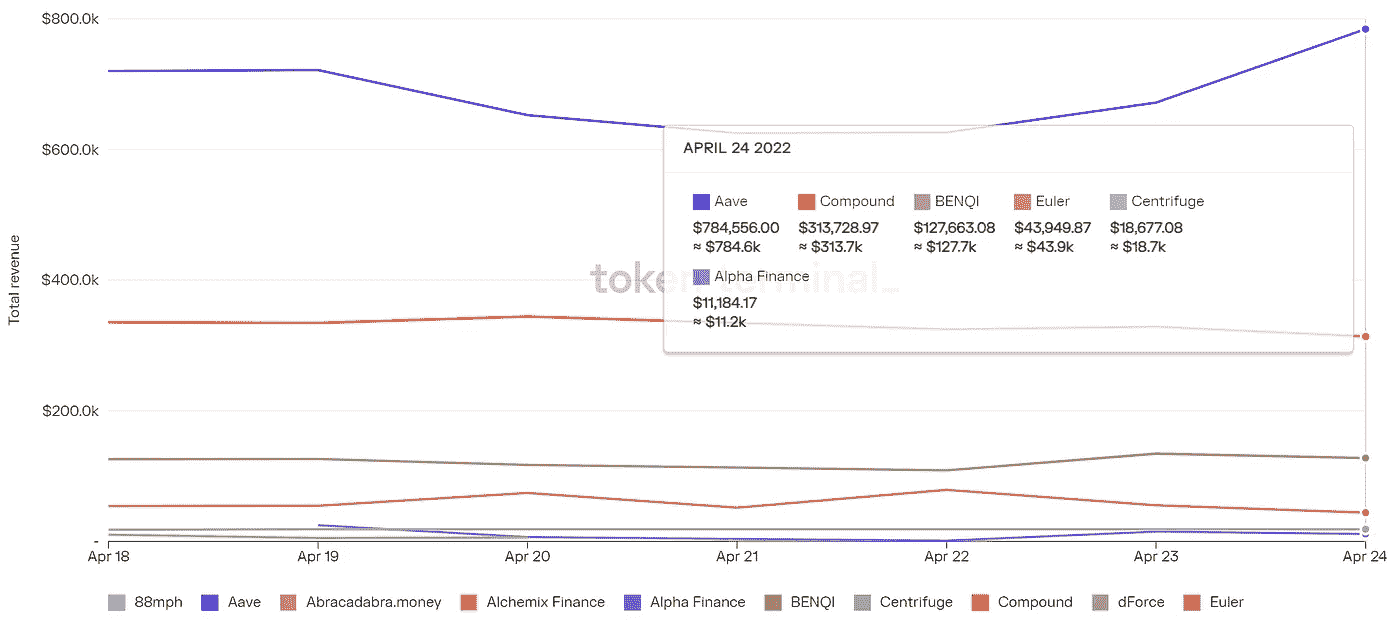 $800.0k
$600.0k
$400.0k
$200.0k
-
Total revenue
APRIL 24 2022
Aave Compound BENQI Euler Centrifuge
$784,556.00 $313,728.97 $127,663.08 $43,949.87 $18,677.08
≈ $784.6k ≈ $313.7k ≈ $127.7k ≈ $43.9k ≈ $18.7k
token terminal_
Alpha Finance
$11,184.17
≈ $11.2k
Apr 18 Apr 19 Apr 20 Apr 21 Apr 22 Apr 23 Apr 24
88mph Aave Abracadabra.money Alchemix Finance Alpha Finance BENQI Centrifuge Compound dForce Euler